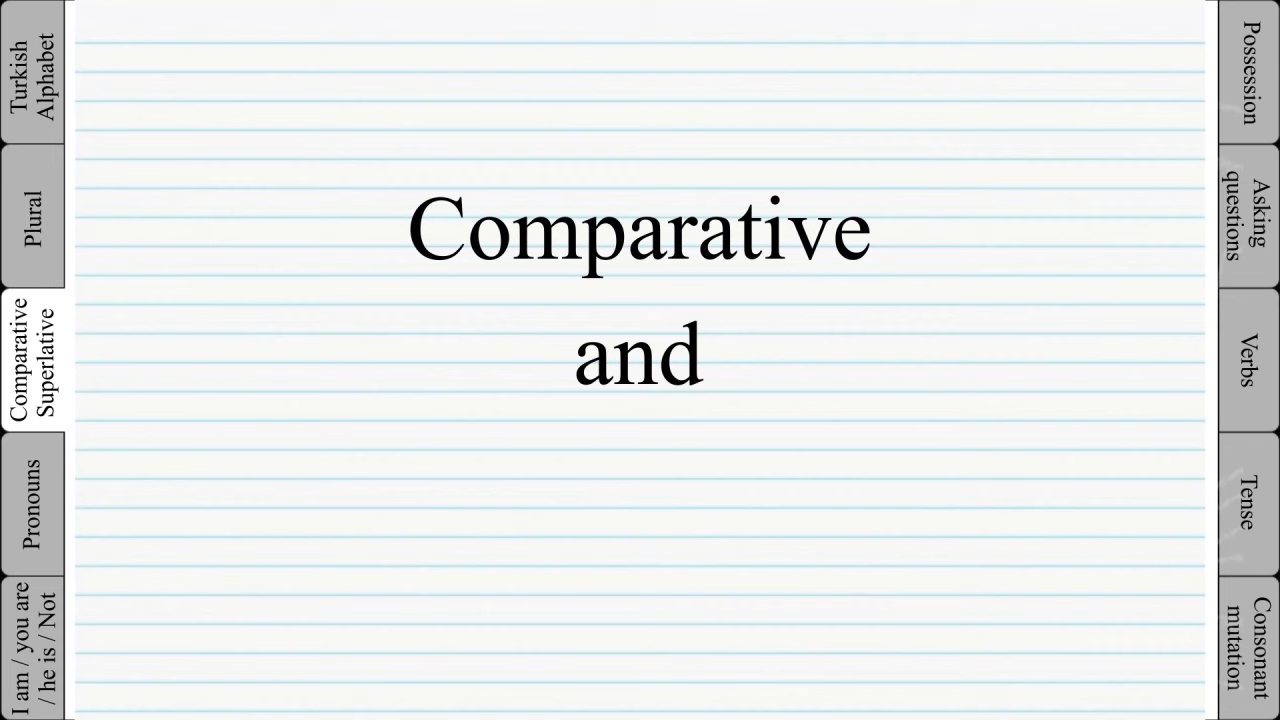 Turkish
Alphabet
Plural
Comparative
Superlative
Pronouns
I am / you are
/ he is / Not
Comparative
and
Possession
Asking
questions
Verbs
Tense
Consonant
mutation